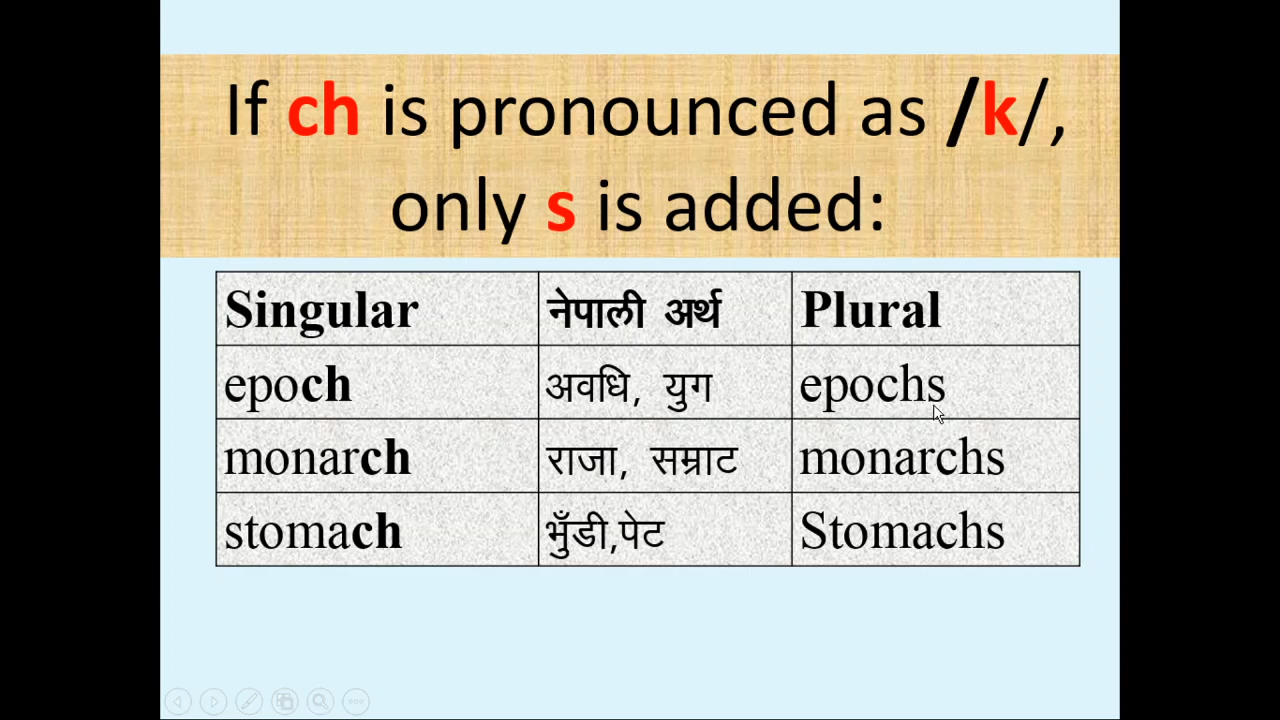 If ch is pronounced as /k/,
only s is added:
Singular नेपाली अर्थ Plural
epoch अवधि, युग epochs
monarch राजा, सम्राट monarchs
stomach भुँडी,पेट Stomachs